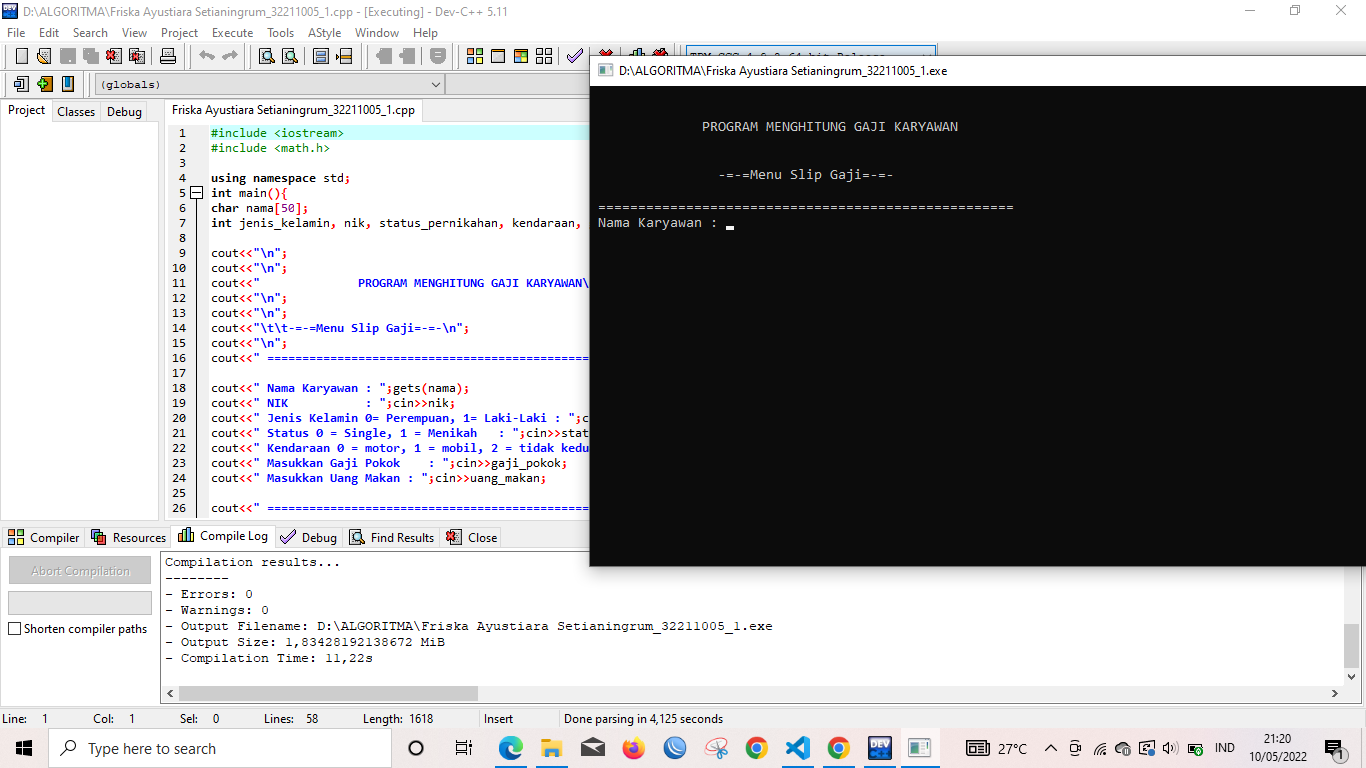 D:\ALGORITMA\Friska Ayustiara Setianingrum_32211005_1.cpp - [Executing] - Dev-C++ 5.11
File Edit Search View Project Execute Tools AStyle Window Help
(globals)
Project Classes Debug
Friska Ayustiara Setianingrum_32211005_1.cpp
1 #include <iostream>
2 #include <math.h>
3
4 using namespace std;
5 int main(){
6 char nama[50];
7 int jenis_kelamin, nik, status_pernikahan, kendaraan,
8
9 cout<<"\n";
10 cout<<"\n";
11 cout<<" PROGRAM MENGHITUNG GAJI KARYAWAN\
12 cout<<"\n";
13 cout<<"\n";
14 cout<<"\t\t-=-=Menu Slip Gaji=-=-\n";
15 cout<<"\n";
16 cout<<" ==============================================
17
18 cout<<" Nama Karyawan : ";gets(nama);
19 cout<<" NIK : ";cin>>nik;
20 cout<<" Jenis Kelamin 0= Perempuan, 1= Laki-Laki : ";c
21 cout<<" Status 0 = Single, 1 = Menikah : ";cin>>stat
22 cout<<" Kendaraan 0 = motor, 1 = mobil, 2 = tidak kedu
23 cout<<" Masukkan Gaji Pokok : ";cin>>gaji_pokok;
24 cout<<" Masukkan Uang Makan : ";cin>>uang_makan;
25
26 cout<<" ==============================================
D:\ALGORITMA\Friska Ayustiara Setianingrum_32211005_1.exe
PROGRAM MENGHITUNG GAJI KARYAWAN
-=-=Menu Slip Gaji=-=-
====================================================
Nama Karyawan :
Compiler Resources Compile Log Debug Find Results Close
Abort Compilation
Shorten compiler paths
Compilation results...
--------
- Errors: 0
- Warnings: 0
- Output Filename: D:\ALGORITMA\Friska Ayustiara Setianingrum_32211005_1.exe
- Output Size: 1,83428192138672 MiB
- Compilation Time: 11,22s
Line: 1 Col: 1 Sel: 0 Lines: 58 Length: 1618 Insert Done parsing in 4,125 seconds
Type here to search
DEV
27°C
IND
21:20
10/05/2022
1